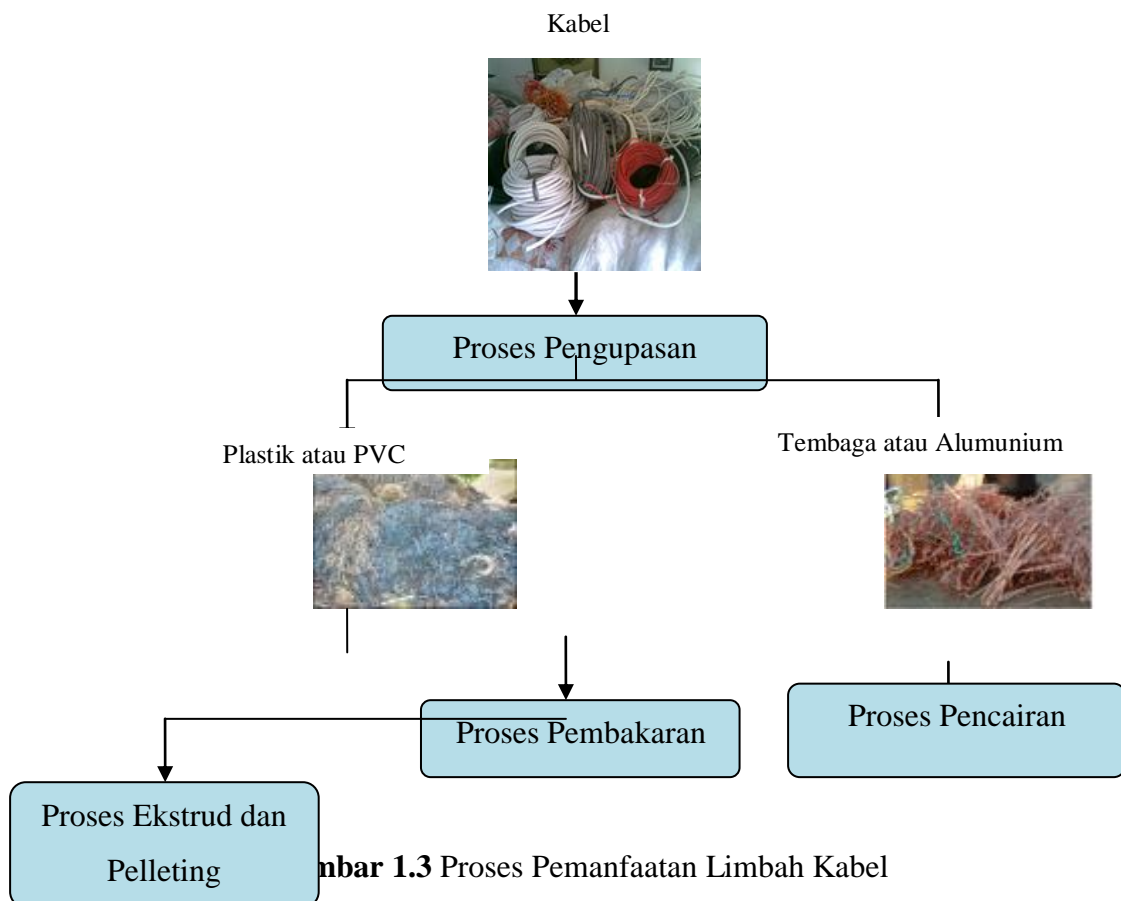 Kabel
Proses Pengupasan
Plastik atau PVC
Tembaga atau Alumunium
Proses Pembakaran
Proses Pencairan
Proses Ekstrud dan
Pelleting
mbar 1.3 Proses Pemanfaatan Limbah Kabel